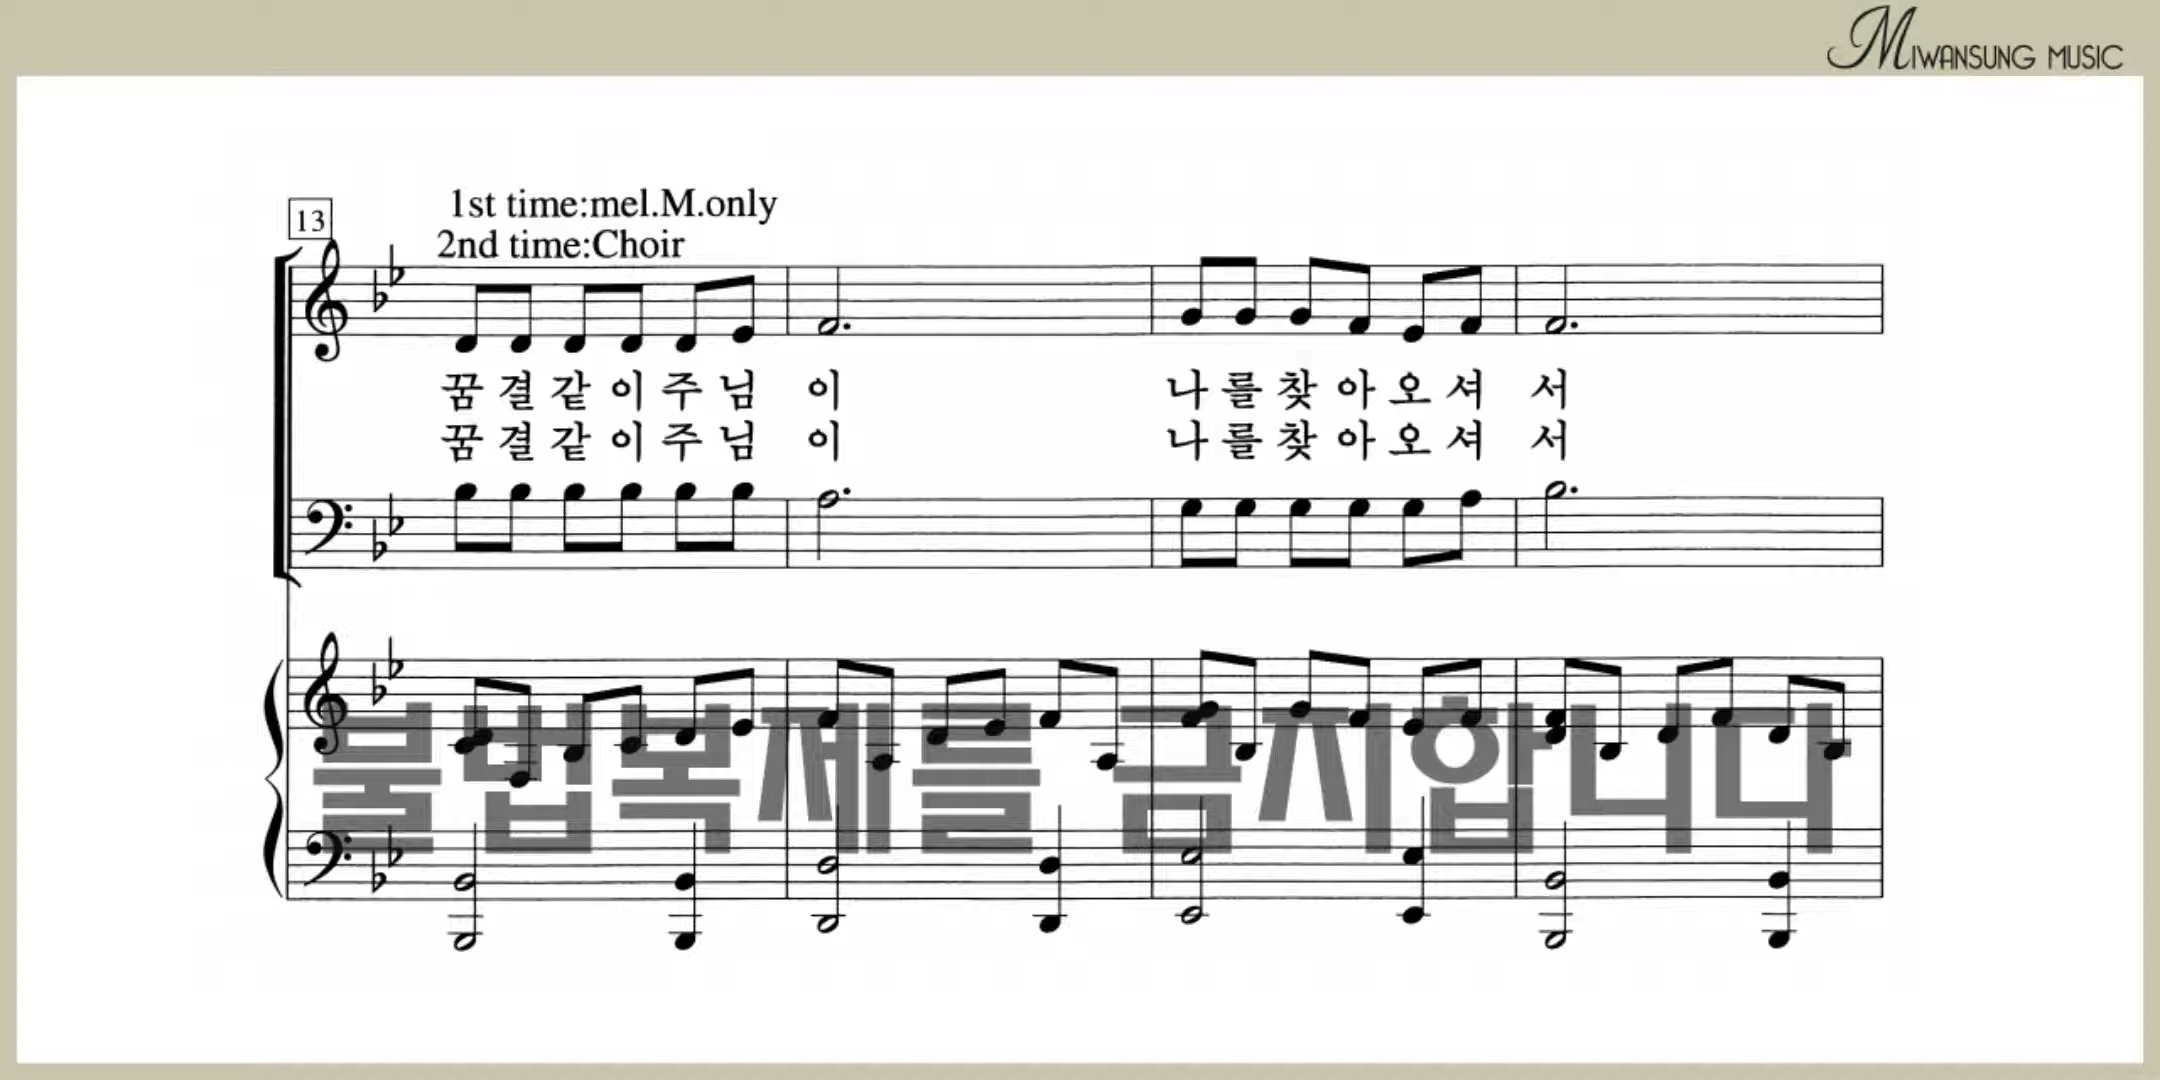 MIWANSUNG MUSIC
13
1st time:mel.M.only
2nd time:Choir
꿈 결 같 이 주 님 이 나 를 찾 아 오 셔 서
꿈 결 같 이 주 님 이 나 를 찾 아 오 셔 서
불법복제를 금지합니다